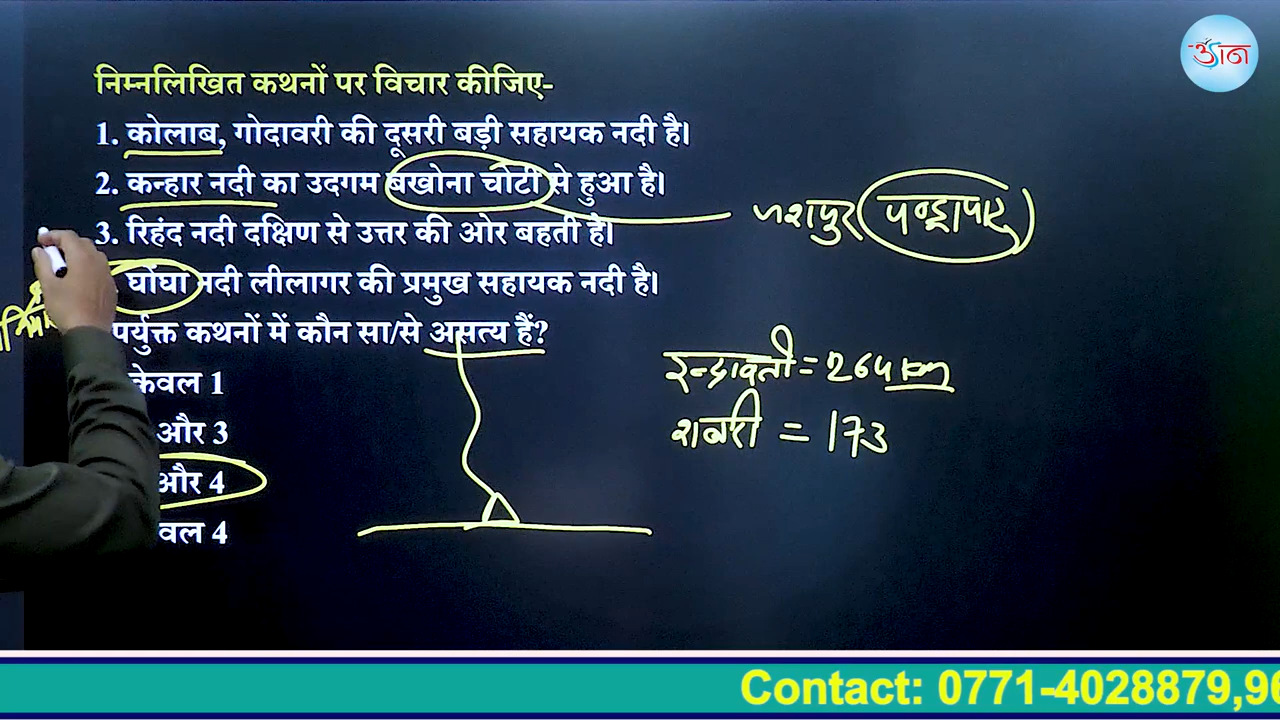 ज्ञान
निम्नलिखित कथनों पर विचार कीजिए-
1. कोलाब, गोदावरी की दूसरी बड़ी सहायक नदी है।
2. कन्हार नदी का उदगम बखोना चोटी से हुआ है।
जशपुर पण्ड्रापाट
3. रिहंद नदी दक्षिण से उत्तर की ओर बहती है।
घोंघा नदी लीलागर की प्रमुख सहायक नदी है।
पर्युक्त कथनों में कौन सा/से असत्य हैं?
इन्द्रावती = 264 km
केवल 1
शबरी = 173
और 3
और 4
वल 4
Contact: 0771-4028879,96